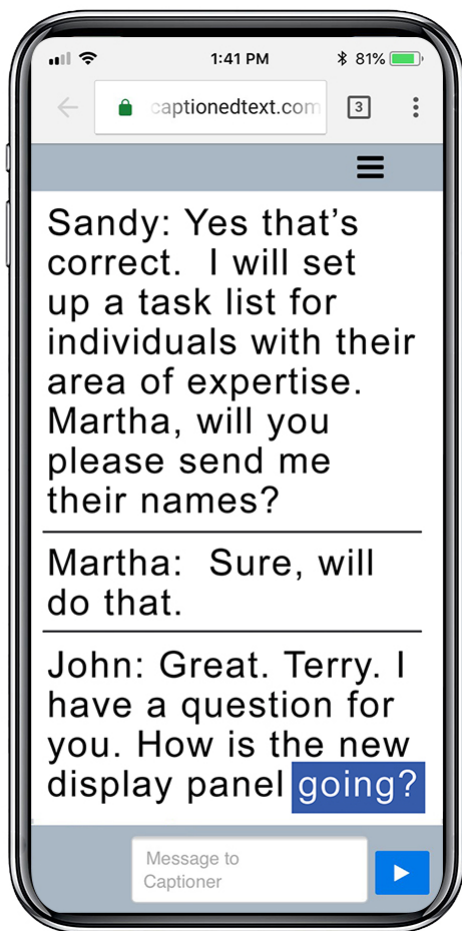 1:41 PM
81%
captionedtext.com
3
Sandy: Yes that's
correct.  I will set
up a task list for
individuals with their
area of expertise.
Martha, will you
please send me
their names?
Martha:  Sure, will
do that.
John: Great. Terry. I
have a question for
you. How is the new
display panel going?
Message to
Captioner